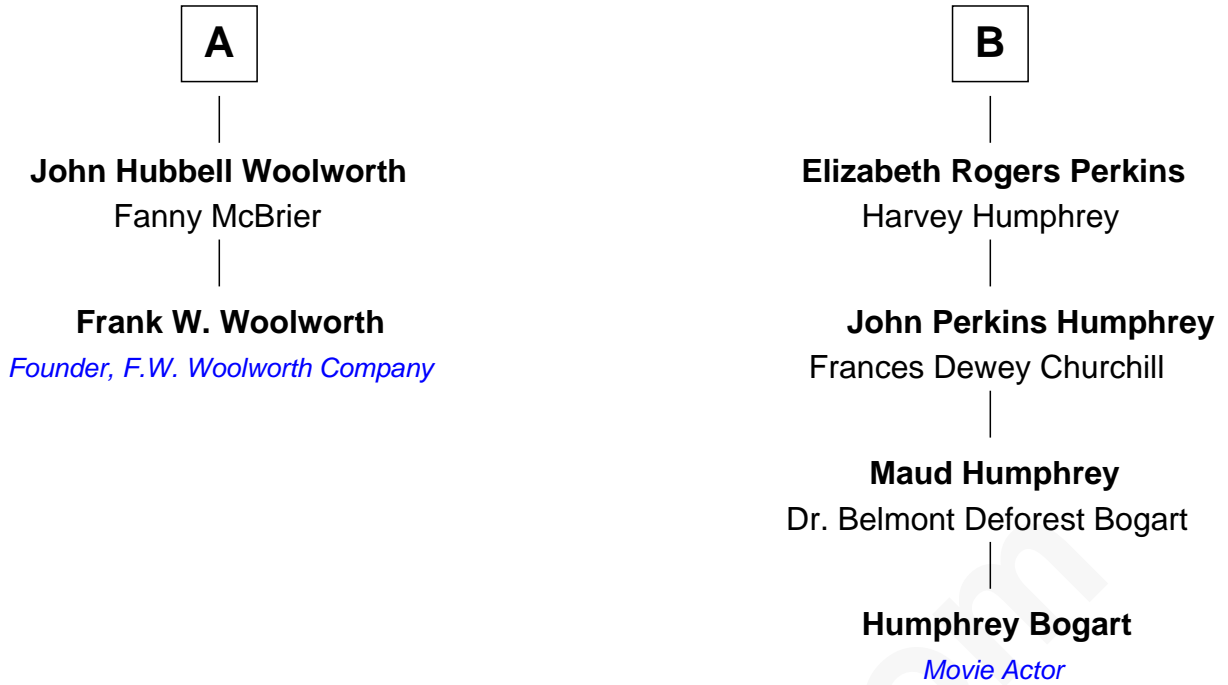 A
John Hubbell Woolworth
Fanny McBrier
Frank W. Woolworth
Founder, F.W. Woolworth Company
B
Elizabeth Rogers Perkins
Harvey Humphrey
John Perkins Humphrey
Frances Dewey Churchill
Maud Humphrey
Dr. Belmont Deforest Bogart
Humphrey Bogart
Movie Actor